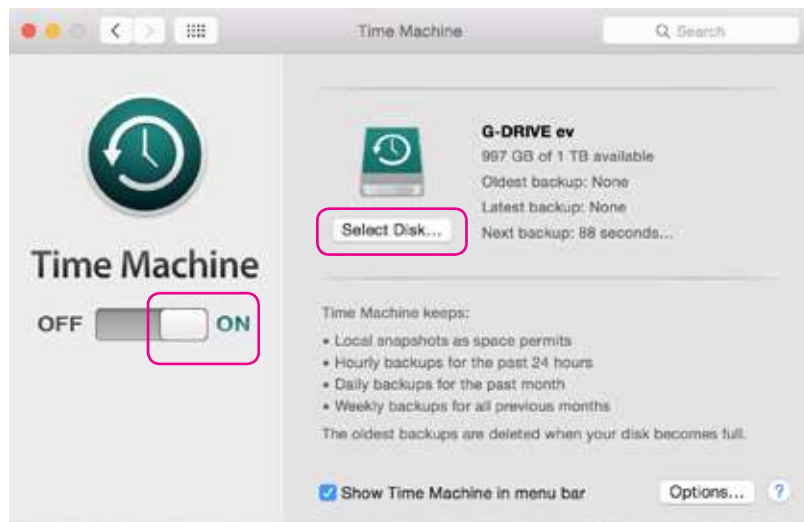 Time Machine
Search
Time Machine
OFF
ON
Select Disk...
G-DRIVE ev
997 GB of 1 TB available
Oldest backup: None
Latest backup: None
Next backup: 88 seconds...
Time Machine keeps:
• Local snapshots as space permits
• Hourly backups for the past 24 hours
• Daily backups for the past month
• Weekly backups for all previous months
The oldest backups are deleted when your disk becomes full.
Show Time Machine in menu bar
Options...
?